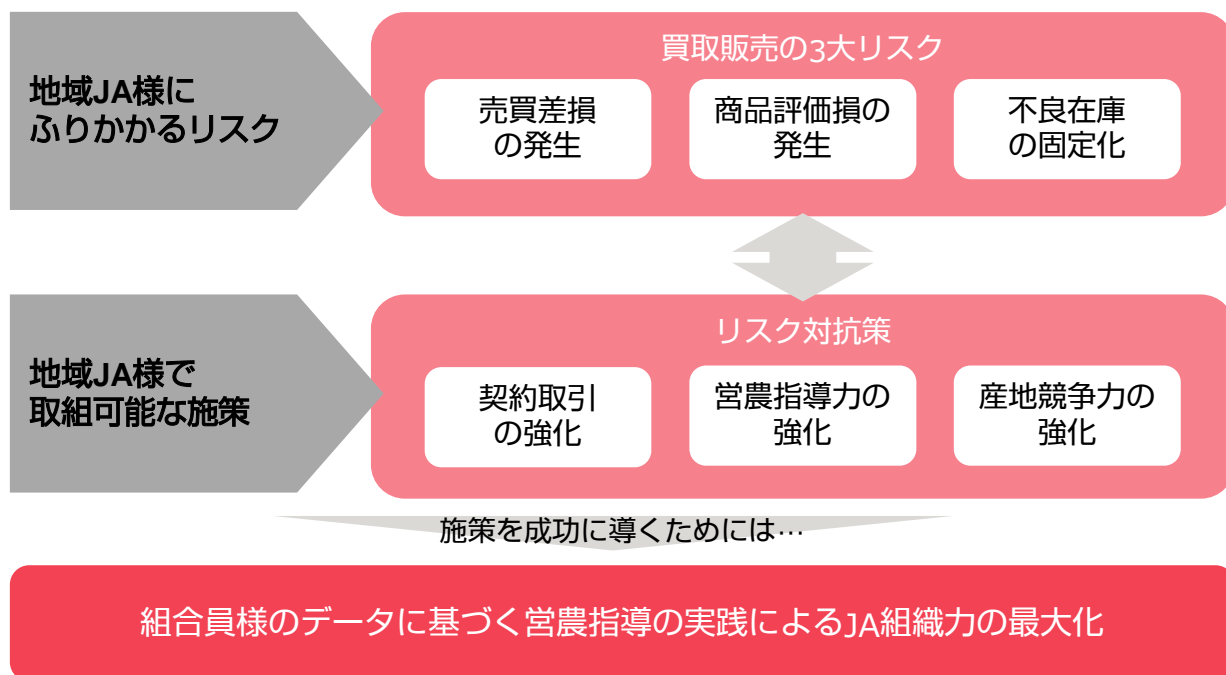 地域JA様に
ふりかかるリスク
買取販売の3大リスク
売買差損
の発生
商品評価損の
発生
不良在庫
の固定化
地域JA様で
取組可能な施策
リスク対抗策
契約取引
の強化
営農指導力の
強化
産地競争力の
強化
施策を成功に導くためには…
組合員様のデータに基づく営農指導の実践によるJA組織力の最大化